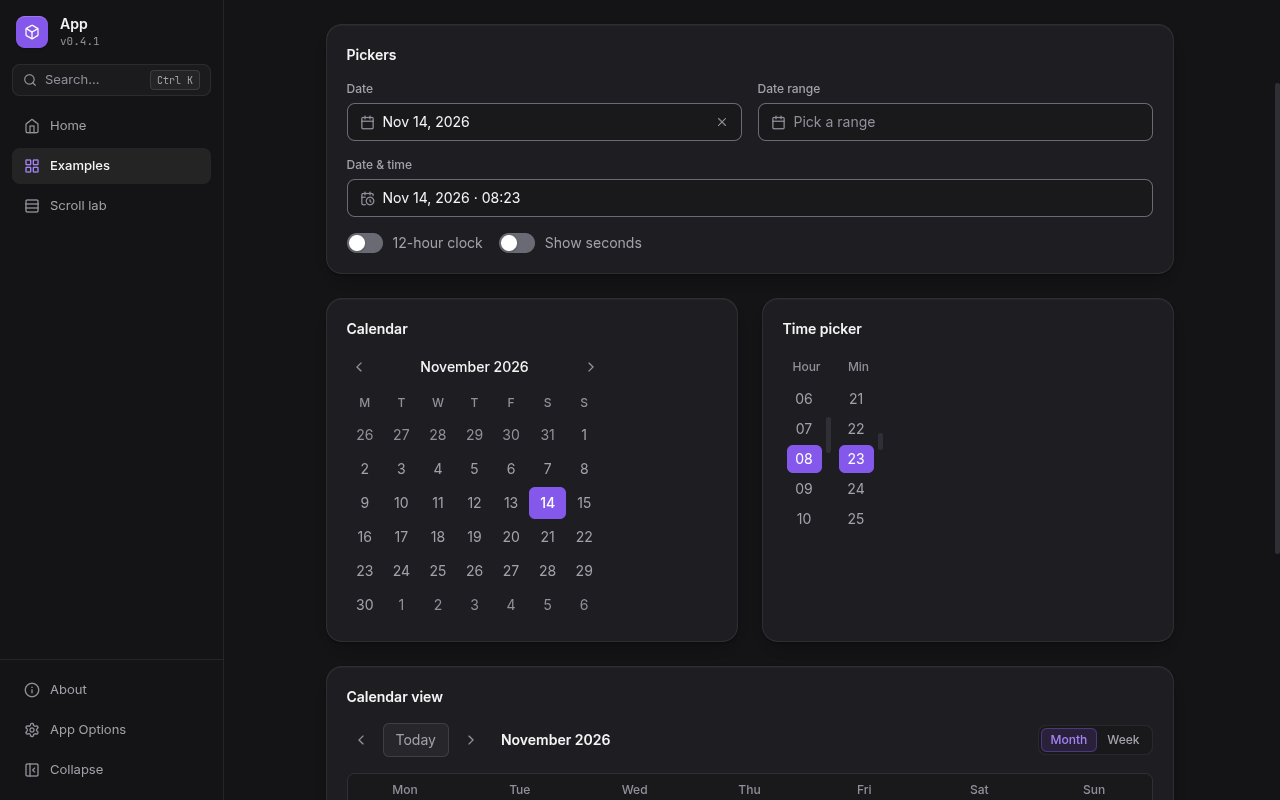 App
v0.4.1
Search...
Ctrl K
Home
Examples
Scroll lab
About
App Options
Collapse
Pickers
Date
Date range
Nov 14, 2026
Pick a range
Date & time
Nov 14, 2026 · 08:23
12-hour clock
Show seconds
Calendar
November 2026
M T W T F S S
26 27 28 29 30 31 1
2 3 4 5 6 7 8
9 10 11 12 13 14 15
16 17 18 19 20 21 22
23 24 25 26 27 28 29
30 1 2 3 4 5 6
Time picker
Hour Min
06 21
07 22
08 23
09 24
10 25
Calendar view
Today
November 2026
Month
Week
Mon Tue Wed Thu Fri Sat Sun